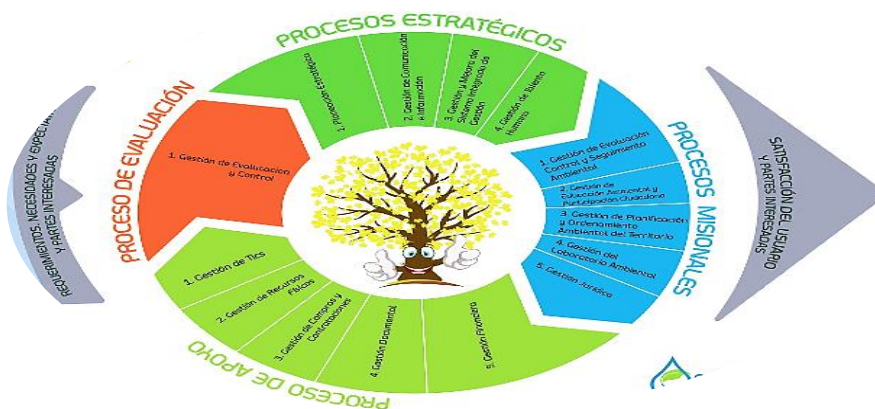 PROCESOS ESTRATÉGICOS
1. Planeación Estratégica
2. Gestión de Comunicación
e Información
3. Gestión y Mejora del
Sistema Integrado de
Gestión
4. Gestión de Talento
Humano
PROCESOS MISIONALES
1. Gestión de Evaluación
Control y Seguimiento
Ambiental
2. Gestión de
Educación Ambiental y
Participación Ciudadana
3. Gestión de Planificación
y Ordenamiento
Ambiental del Territorio
4. Gestión del
Laboratorio Ambiental
5. Gestión Jurídica
PROCESO DE APOYO
1. Gestión de Tics
2. Gestión de Recursos
Físicos
3. Gestión de Compras y
Contrataciones
4. Gestión Documental
5. Gestión Financiera
PROCESO DE EVALUACIÓN
1. Gestión de Evaluación
y Control
REQUERIMIENTOS, NECESIDADES Y EXPECTA
Y PARTES INTERESADAS
SATISFACCIÓN DEL USUARIO
Y PARTES INTERESADAS